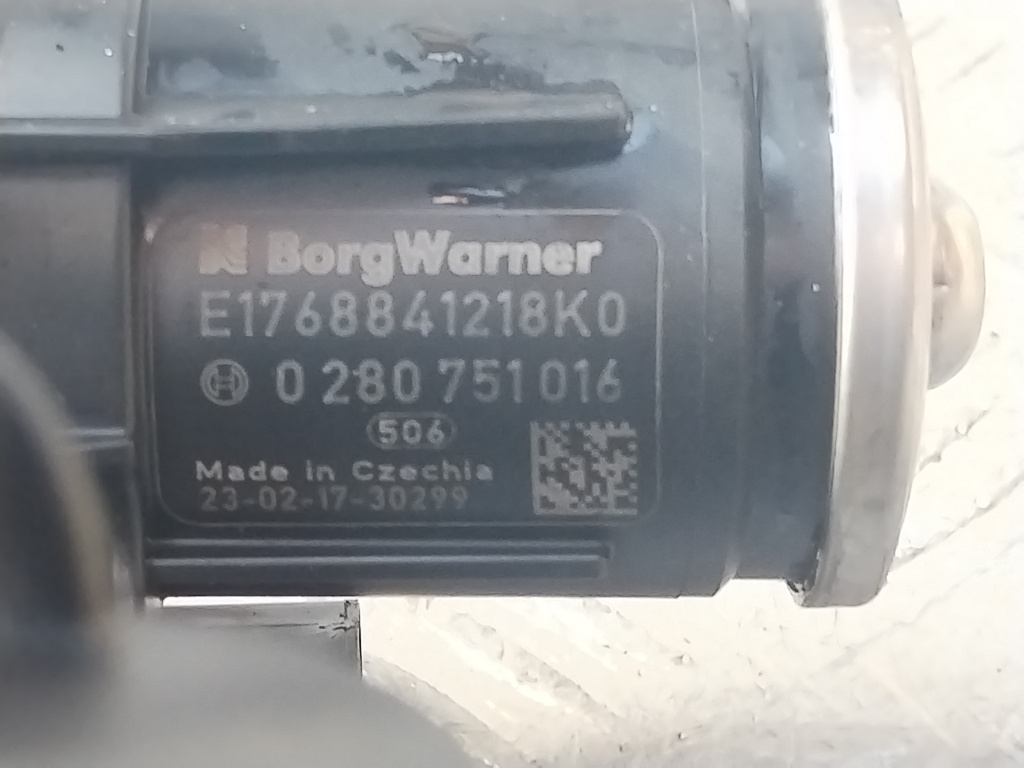 BorgWarner
E1768841218K0
0 280 751 016
506
Made in Czechia
23-02-17-30299